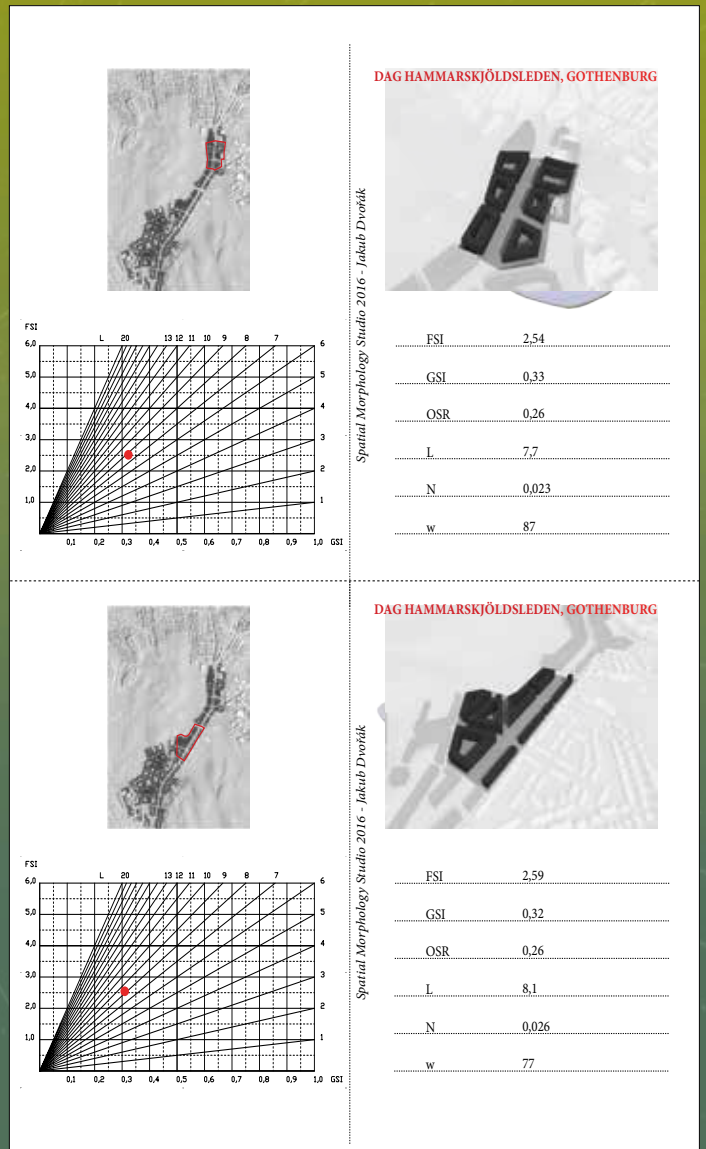 DAG HAMMARSKJÖLDSLEDEN, GOTHENBURG
Spatial Morphology Studio 2016 - Jakub Dvořák
FSI
L 20 13 12 11 10 9 8 7
6,0 6
5,0 5
4,0 4
3,0 3
2,0 2
1,0 1
0,1 0,2 0,3 0,4 0,5 0,6 0,7 0,8 0,9 1,0 GSI
FSI 2,54
GSI 0,33
OSR 0,26
L 7,7
N 0,023
w 87
DAG HAMMARSKJÖLDSLEDEN, GOTHENBURG
Spatial Morphology Studio 2016 - Jakub Dvořák
FSI
L 20 13 12 11 10 9 8 7
6,0 6
5,0 5
4,0 4
3,0 3
2,0 2
1,0 1
0,1 0,2 0,3 0,4 0,5 0,6 0,7 0,8 0,9 1,0 GSI
FSI 2,59
GSI 0,32
OSR 0,26
L 8,1
N 0,026
w 77